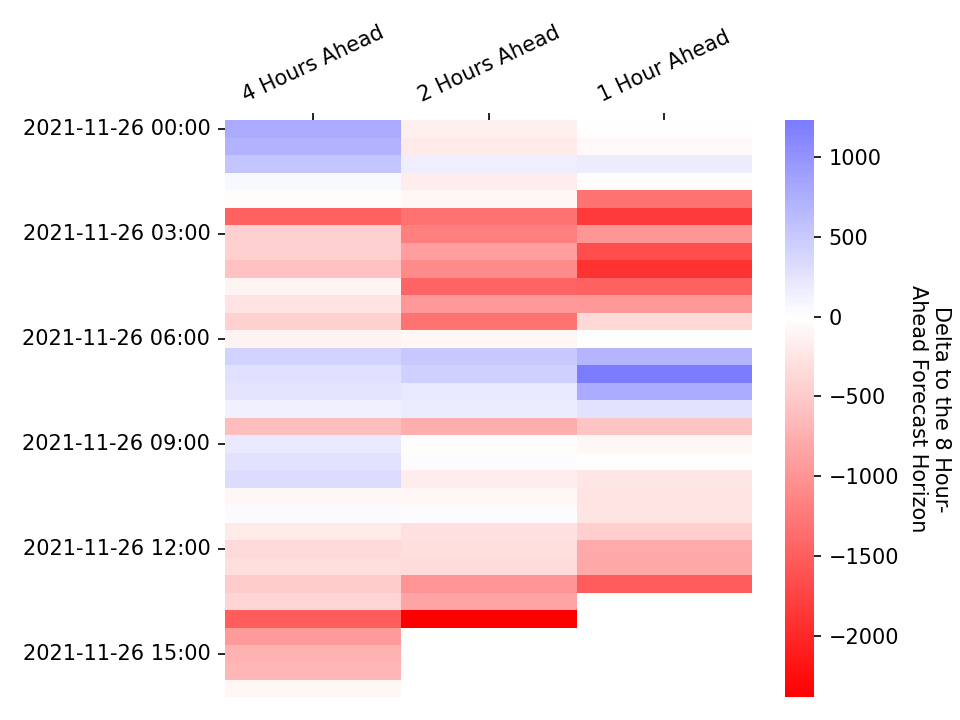 4 Hours Ahead
2 Hours Ahead
1 Hour Ahead
2021-11-26 00:00
2021-11-26 03:00
2021-11-26 06:00
2021-11-26 09:00
2021-11-26 12:00
2021-11-26 15:00
1000
500
0
−500
−1000
−1500
−2000
Delta to the 8 Hour-
Ahead Forecast Horizon